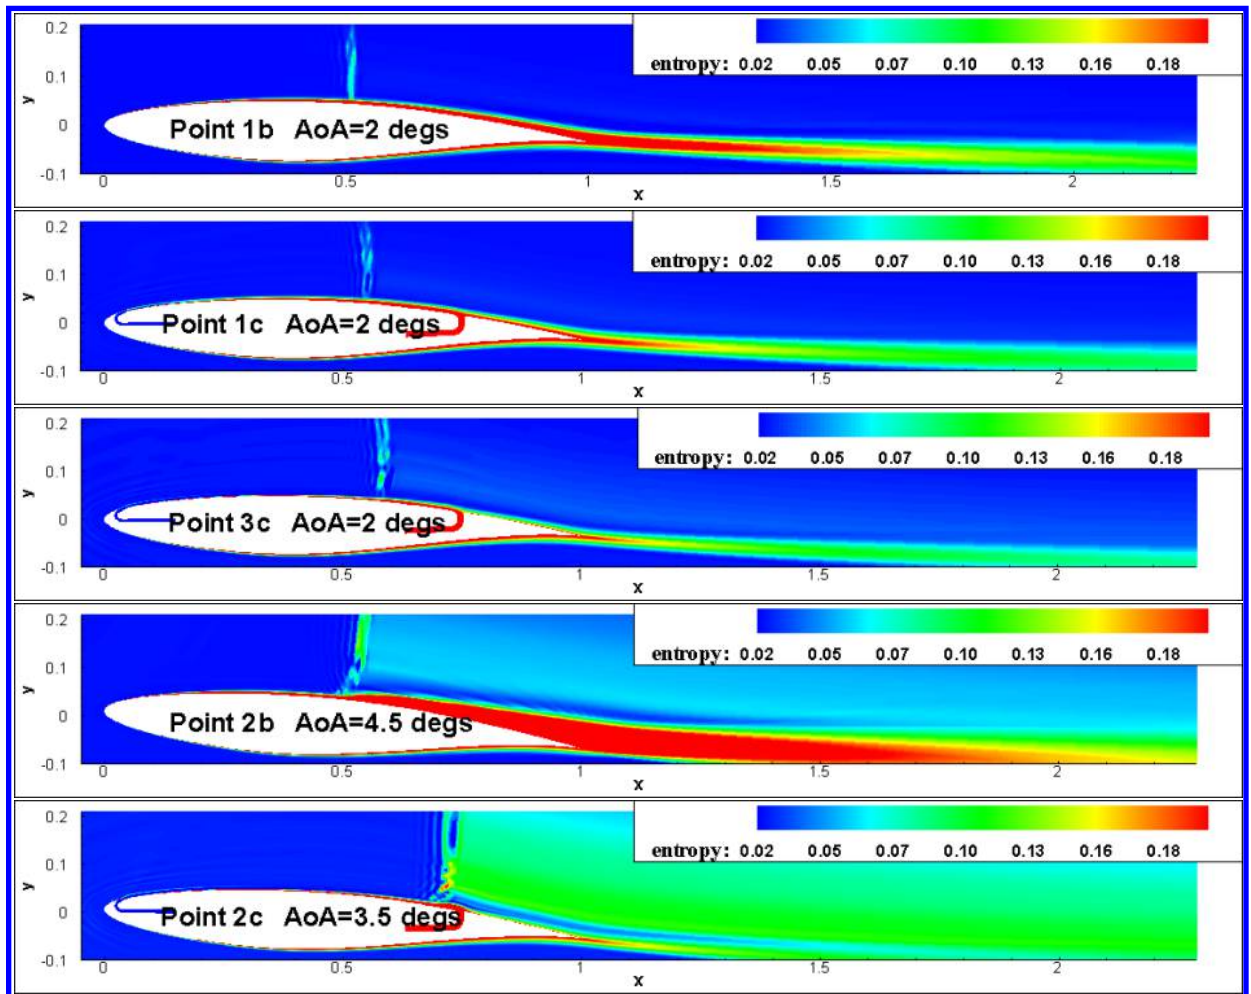 0.2
entropy: 0.02 0.05 0.07 0.10 0.13 0.16 0.18
0.1
y
0
Point 1b AoA=2 degs
-0.1
0 0.5 1 1.5 2
x
0.2
entropy: 0.02 0.05 0.07 0.10 0.13 0.16 0.18
0.1
y
0
Point 1c AoA=2 degs
-0.1
0 0.5 1 1.5 2
x
0.2
entropy: 0.02 0.05 0.07 0.10 0.13 0.16 0.18
0.1
y
0
Point 3c AoA=2 degs
-0.1
0 0.5 1 1.5 2
x
0.2
entropy: 0.02 0.05 0.07 0.10 0.13 0.16 0.18
0.1
y
0
Point 2b AoA=4.5 degs
-0.1
0 0.5 1 1.5 2
x
0.2
entropy: 0.02 0.05 0.07 0.10 0.13 0.16 0.18
0.1
y
0
Point 2c AoA=3.5 degs
-0.1
0 0.5 1 1.5 2
x